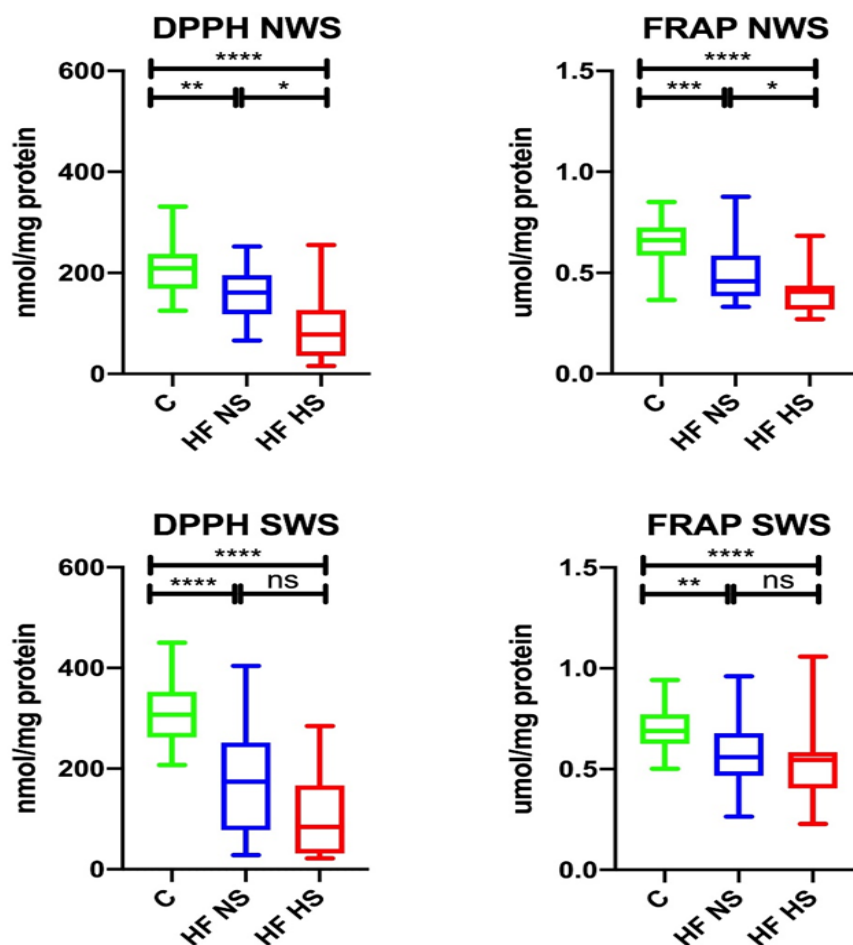 DPPH NWS
****
** *
600
400
200
0
nmol/mg protein
C
HF NS
HF HS
FRAP NWS
****
*** *
1.5
1.0
0.5
0.0
umol/mg protein
C
HF NS
HF HS
DPPH SWS
****
**** ns
600
400
200
0
nmol/mg protein
C
HF NS
HF HS
FRAP SWS
****
** ns
1.5
1.0
0.5
0.0
umol/mg protein
C
HF NS
HF HS